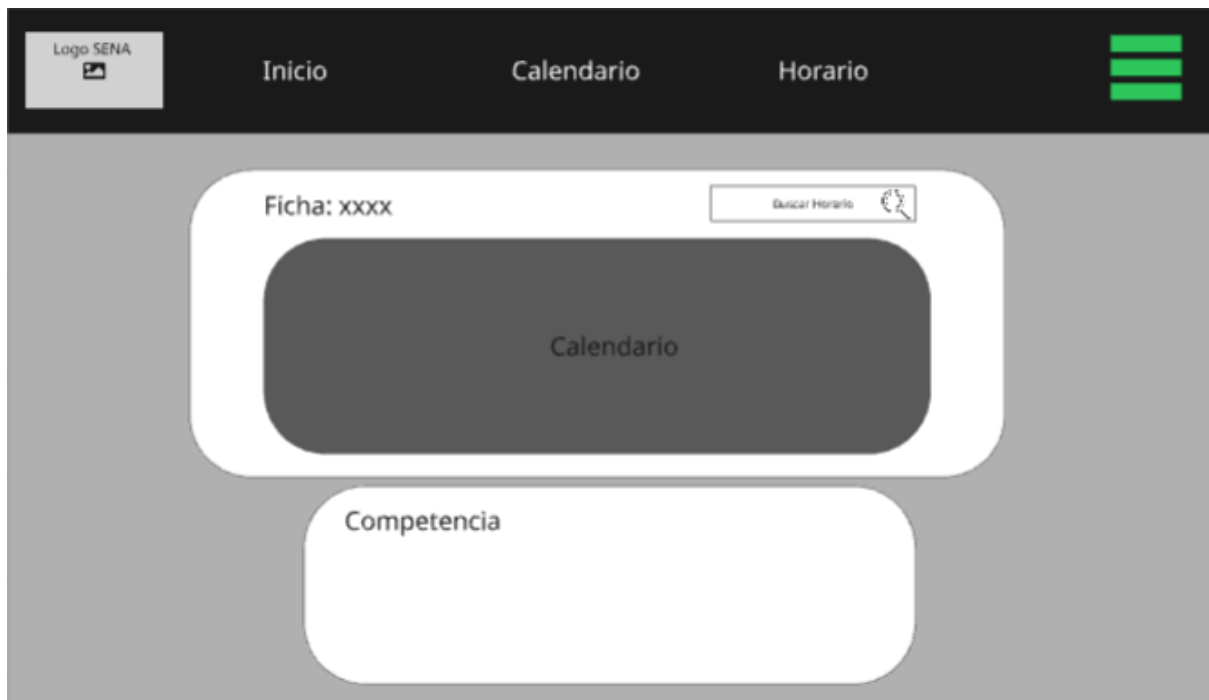 Logo SENA
Inicio
Calendario
Horario
Ficha: xxxx
Buscar Horario
Calendario
Competencia